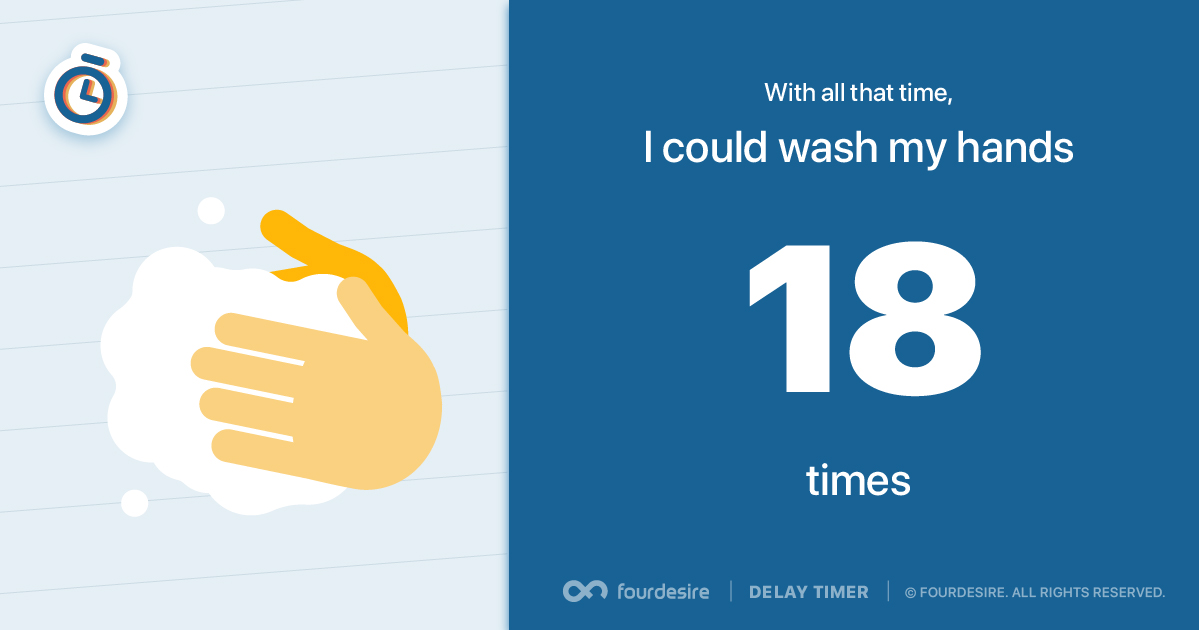 With all that time,
I could wash my hands
18
times
fourdesire | DELAY TIMER | © FOURDESIRE. ALL RIGHTS RESERVED.